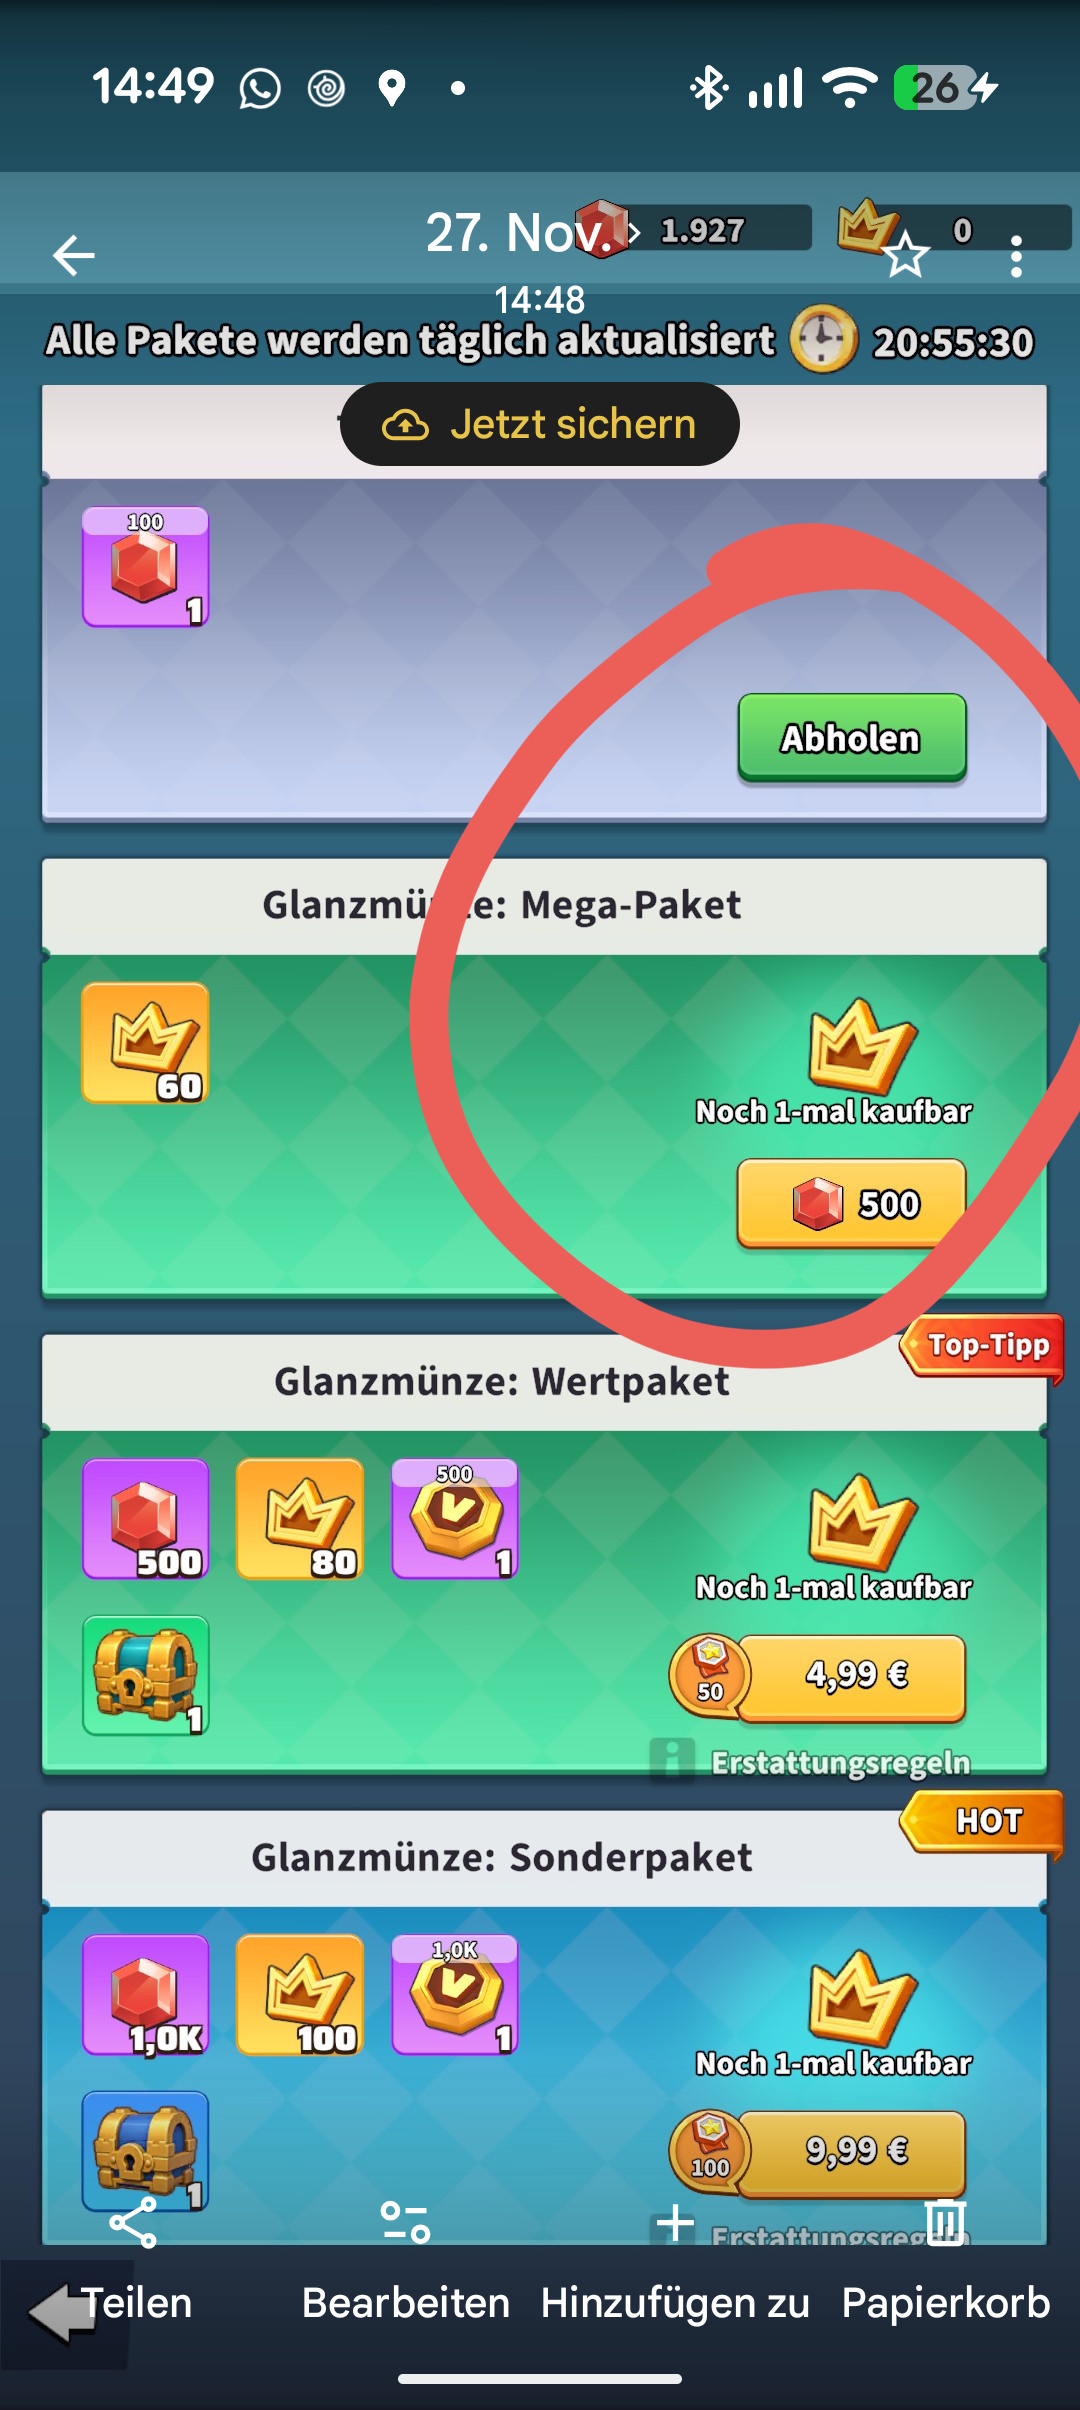 14:49
26
27. Nov.
1.927
0
14:48
Alle Pakete werden täglich aktualisiert 20:55:30
Jetzt sichern
100
1
Abholen
Glanzmünze: Mega-Paket
60
Noch 1-mal kaufbar
500
Top-Tipp
Glanzmünze: Wertpaket
500
80
500
1
Noch 1-mal kaufbar
1
50
4,99 €
Erstattungsregeln
HOT
Glanzmünze: Sonderpaket
1,0K
100
1,0K
1
Noch 1-mal kaufbar
1
100
9,99 €
Erstattungsregeln
Teilen
Bearbeiten
Hinzufügen zu
Papierkorb